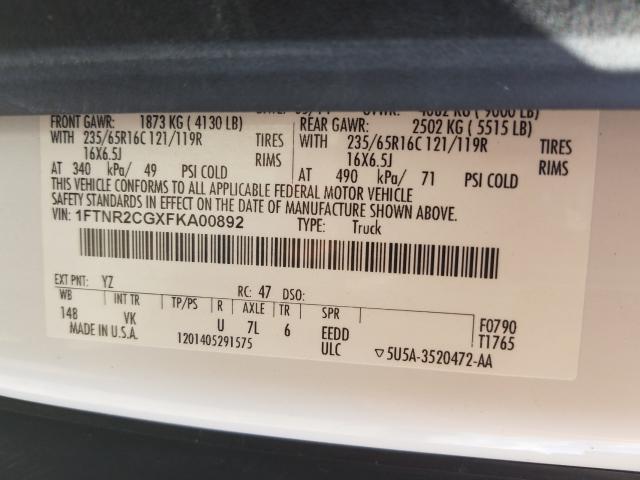 FRONT GAWR: 1873 KG ( 4130 LB) REAR GAWR: 2502 KG ( 5515 LB)
WITH 235/65R16C 121/119R TIRES WITH 235/65R16C 121/119R TIRES
16X6.5J RIMS 16X6.5J RIMS
AT 340 kPa/ 49 PSI COLD AT 490 kPa/ 71 PSI COLD
THIS VEHICLE CONFORMS TO ALL APPLICABLE FEDERAL MOTOR VEHICLE
SAFETY STANDARDS IN EFFECT ON THE DATE OF MANUFACTURE SHOWN ABOVE.
VIN: 1FTNR2CGXFKA00892 TYPE: Truck
EXT PNT: YZ RC: 47 DSO:
WB INT TR TP/PS R AXLE TR SPR F0790
148 VK U 7L 6 EEDD T1765
MADE IN U.S.A. 1201405291575 ULC ▽5U5A-3520472-AA